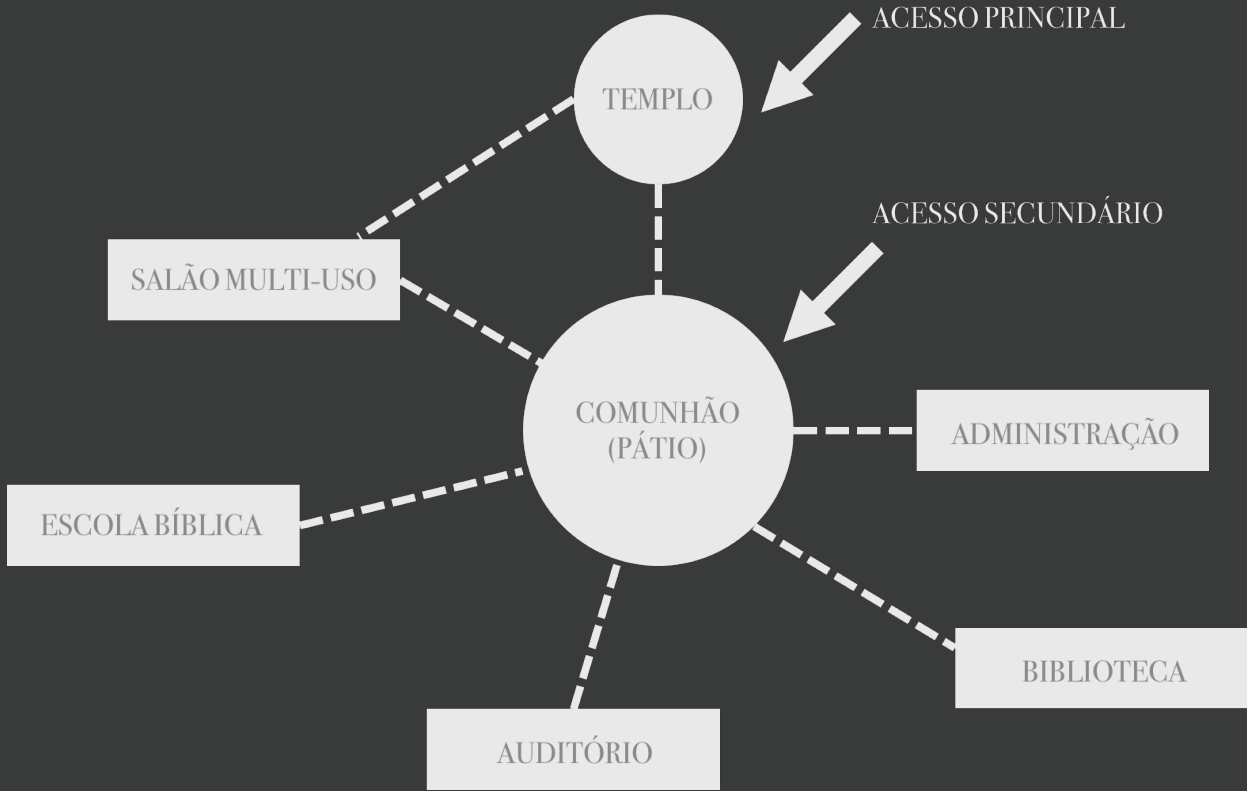 ACESSO PRINCIPAL
TEMPLO
ACESSO SECUNDÁRIO
SALÃO MULTI-USO
COMUNHÃO
(PÁTIO)
ADMINISTRAÇÃO
ESCOLA BÍBLICA
BIBLIOTECA
AUDITÓRIO